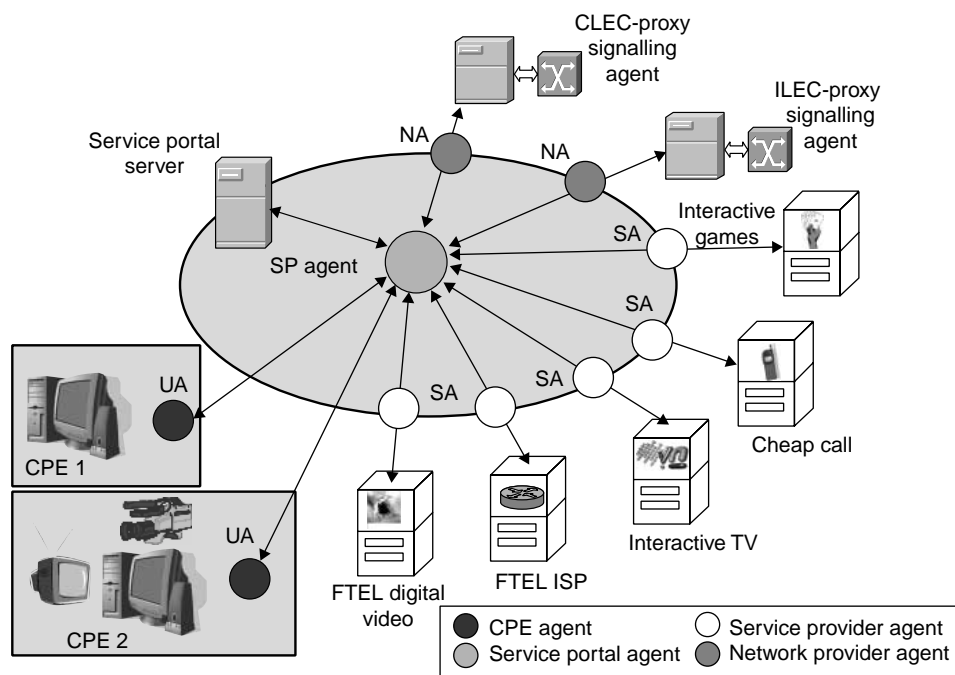 CLEC-proxy
signalling
agent
ILEC-proxy
signalling
agent
NA
NA
Service portal
server
Interactive
games
SA
SP agent
SA
UA
SA
SA
CPE 1
Cheap call
UA
Interactive TV
FTEL digital
video
FTEL ISP
CPE 2
CPE agent
Service provider agent
Service portal agent
Network provider agent